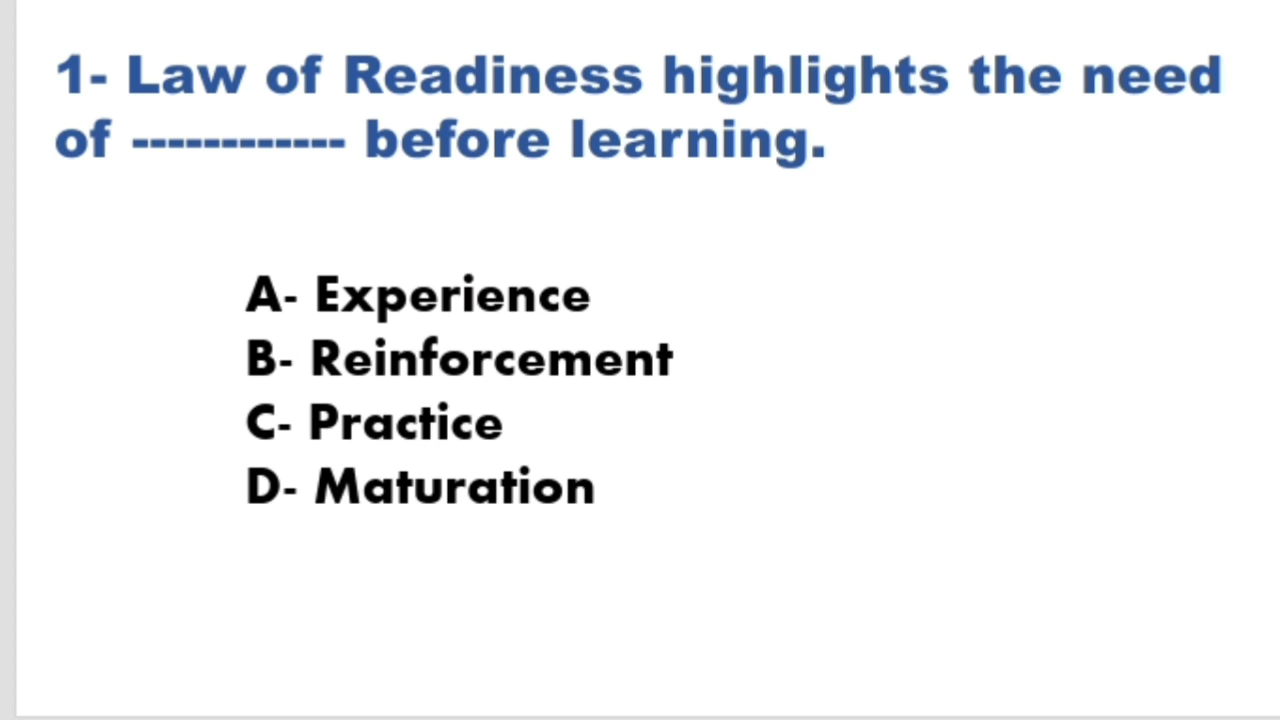 1- Law of Readiness highlights the need
of ------------ before learning.
A- Experience
B- Reinforcement
C- Practice
D- Maturation